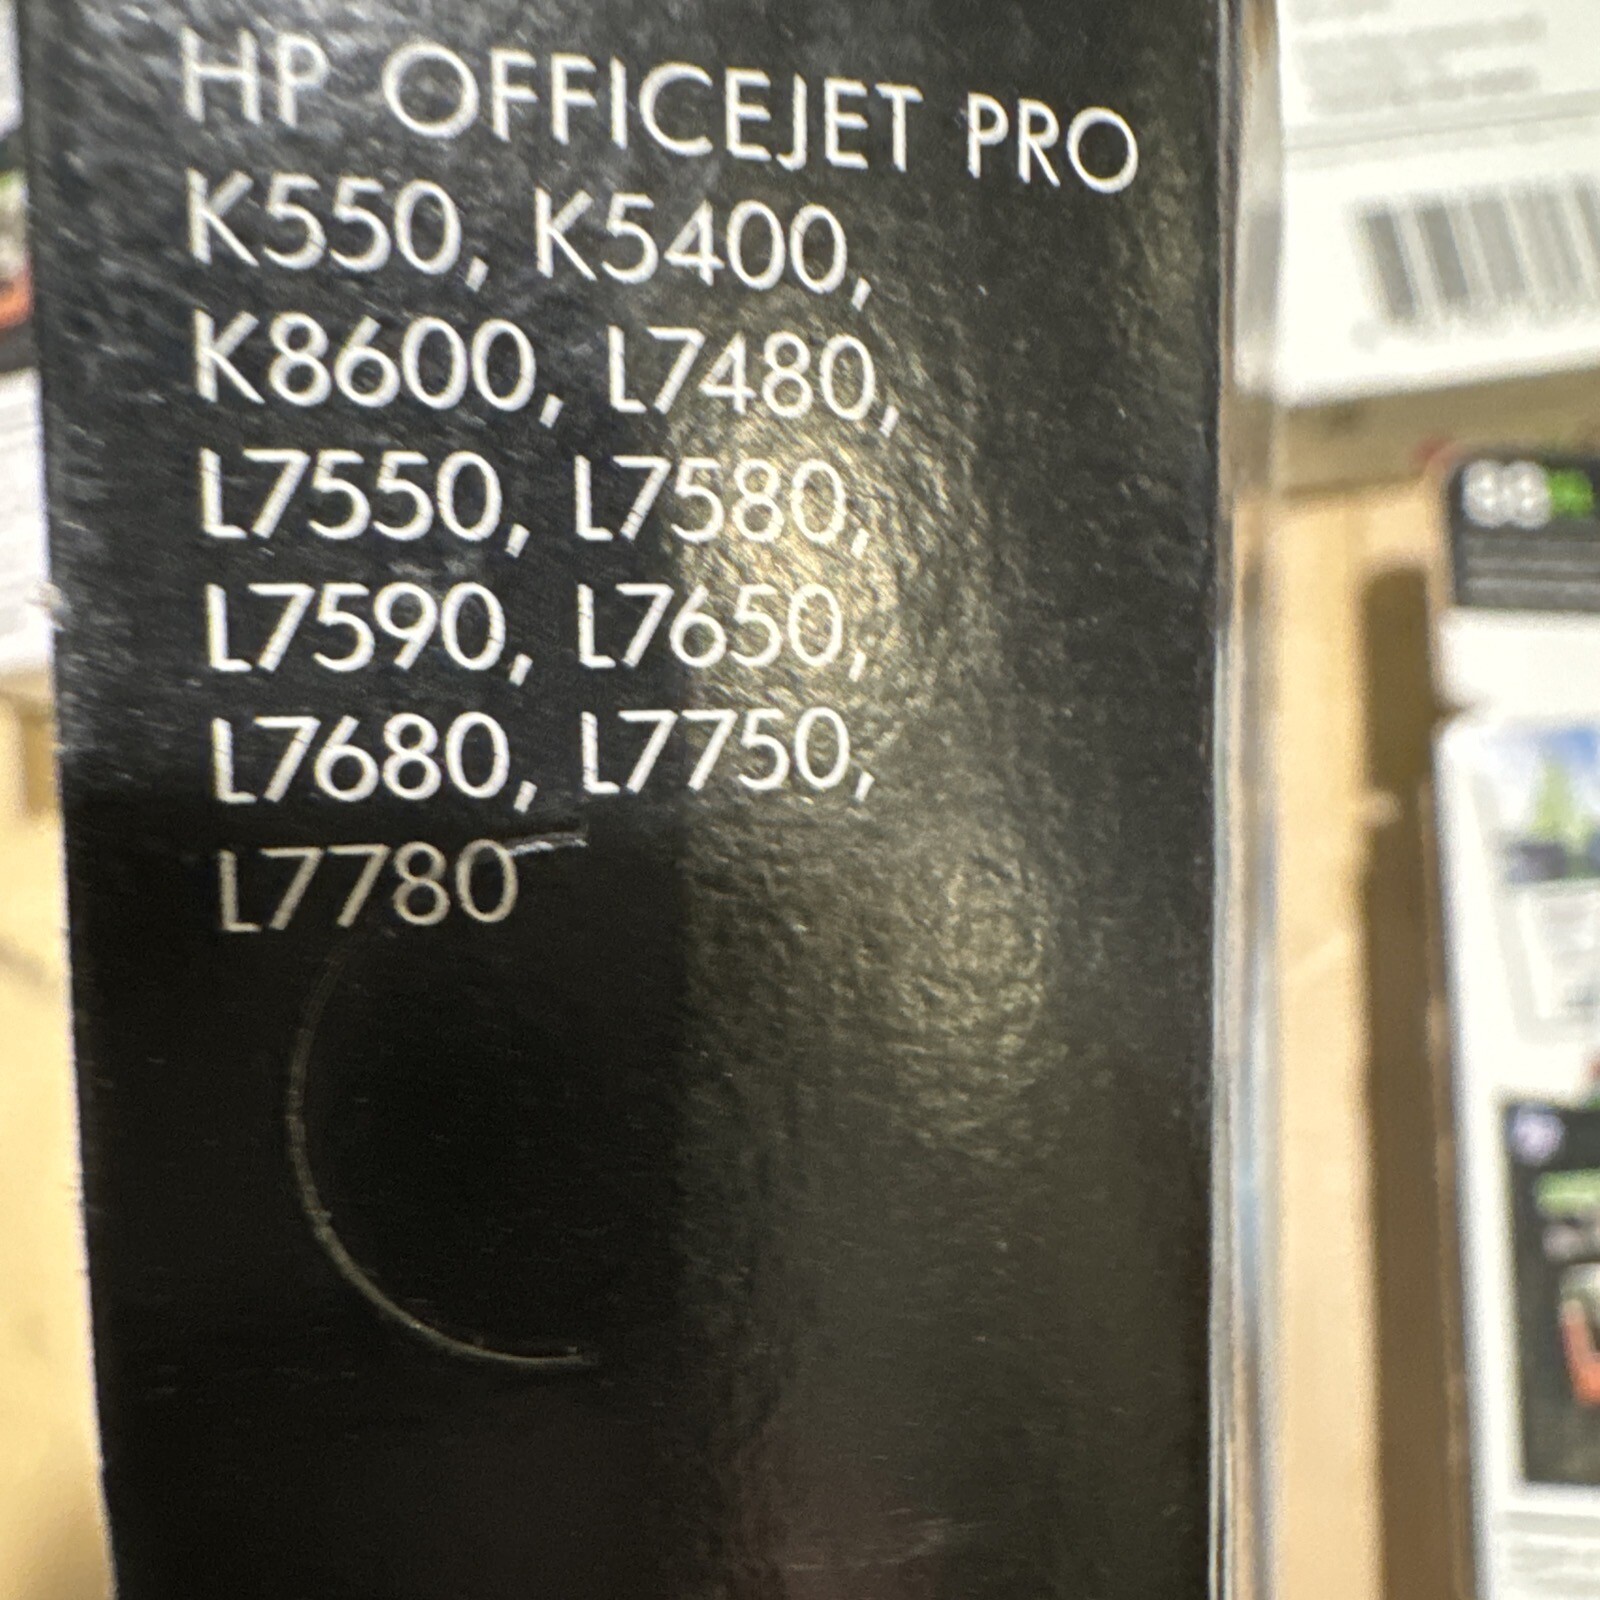 HP OFFICEJET PRO
K550, K5400,
K8600, L7480,
L7550, L7580,
L7590, L7650,
L7680, L7750,
L7780